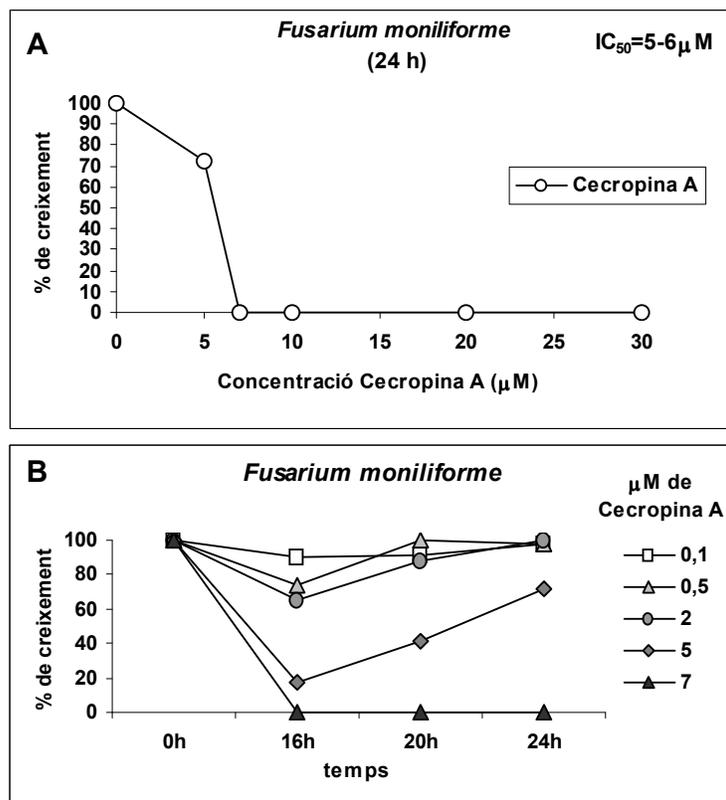 A
Fusarium moniliforme
(24 h)
IC50=5-6μM
100
90
80
70
60
50
40
30
20
10
0
% de creixement
0 5 10 15 20 25 30
Concentració Cecropina A (μM)
Cecropina A
B
Fusarium moniliforme
μM de
Cecropina A
100
80
60
40
20
0
% de creixement
0h 16h 20h 24h
temps
0,1
0,5
2
5
7